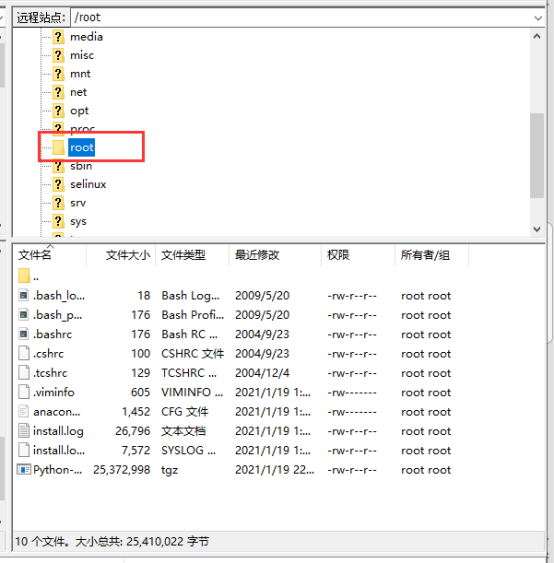 远程站点: /root
media
misc
mnt
net
opt
proc
root
sbin
selinux
srv
sys
文件名 文件大小 文件类型 最近修改 权限 所有者/组
..
.bash_lo... 18 Bash Log... 2009/5/20 -rw-r--r-- root root
.bash_p... 176 Bash Profi... 2009/5/20 -rw-r--r-- root root
.bashrc 176 Bash RC ... 2004/9/23 -rw-r--r-- root root
.cshrc 100 CSHRC 文件 2004/9/23 -rw-r--r-- root root
.tcshrc 129 TCSHRC ... 2004/12/4 -rw-r--r-- root root
.viminfo 605 VIMINFO ... 2021/1/19 1:... -rw------- root root
anacon... 1,452 CFG 文件 2021/1/19 1:... -rw------- root root
install.log 26,796 文本文档 2021/1/19 1:... -rw-r--r-- root root
install.lo... 7,572 SYSLOG ... 2021/1/19 1:... -rw-r--r-- root root
Python-... 25,372,998 tgz 2021/1/19 22... -rw-r--r-- root root
10 个文件。大小总共: 25,410,022 字节